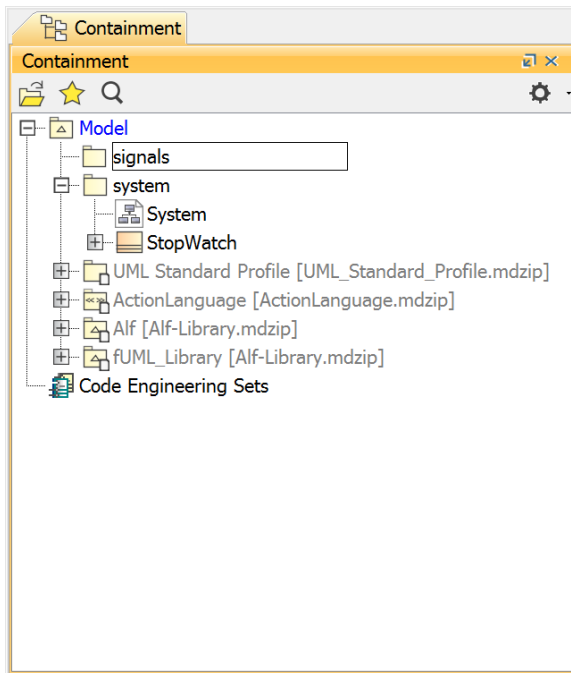 Containment
Containment
Model
signals
system
System
StopWatch
UML Standard Profile [UML_Standard_Profile.mdzip]
ActionLanguage [ActionLanguage.mdzip]
Alf [Alf-Library.mdzip]
fUML_Library [Alf-Library.mdzip]
Code Engineering Sets